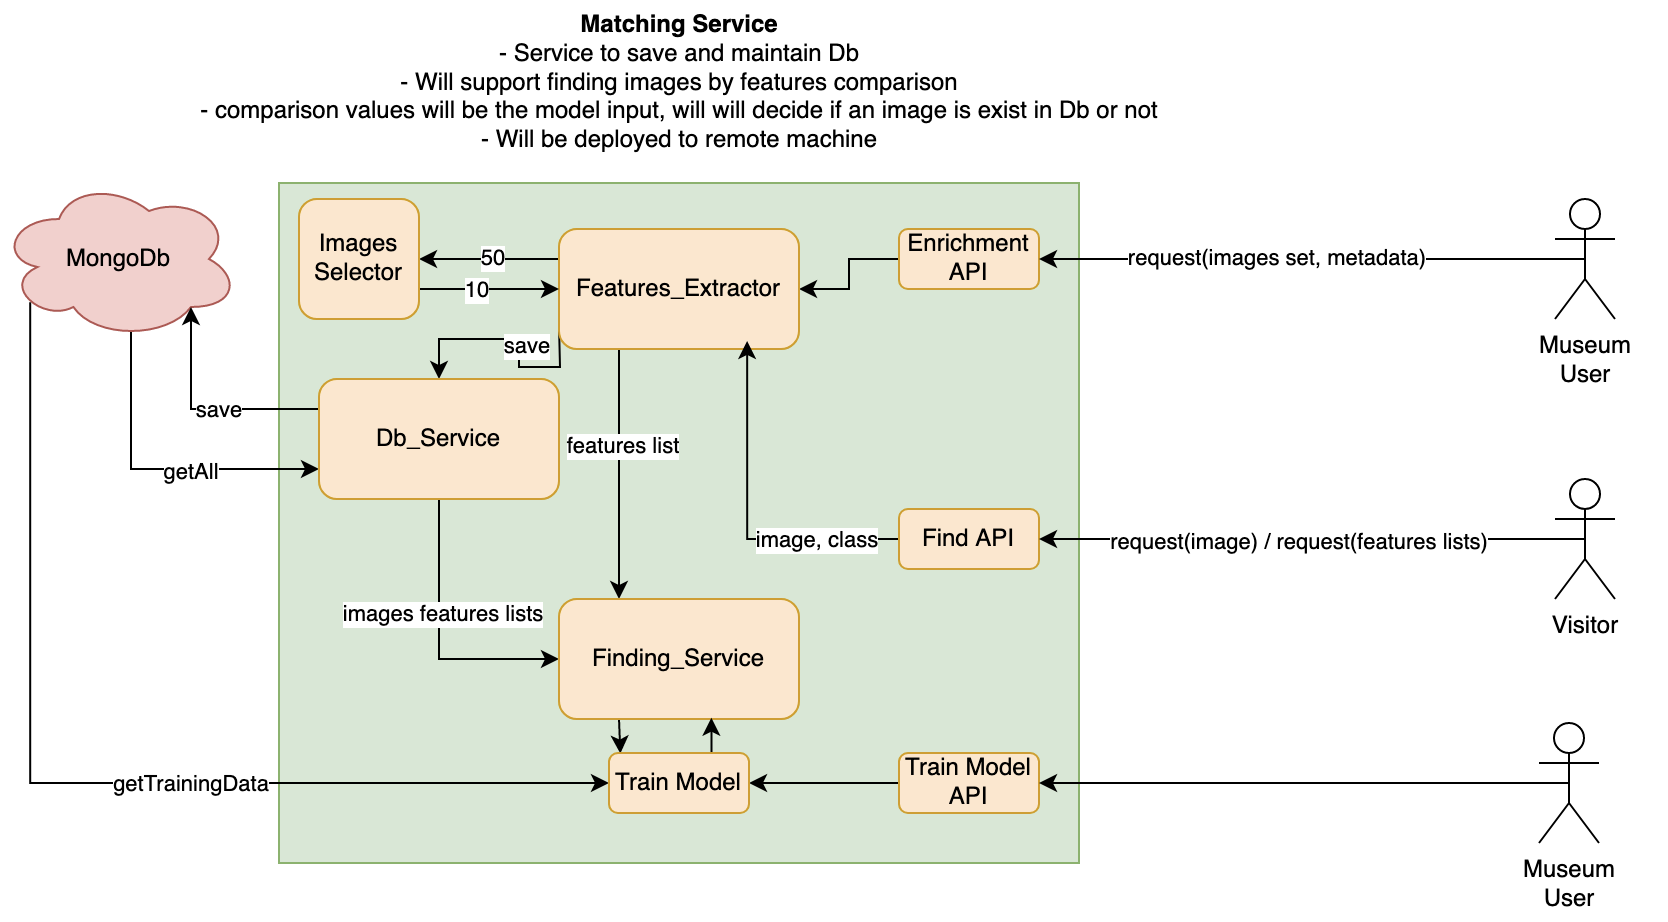 Matching Service
- Service to save and maintain Db
- Will support finding images by features comparison
- comparison values will be the model input, will will decide if an image is exist in Db or not
- Will be deployed to remote machine
MongoDb
Images
Selector
50
10
Features_Extractor
Enrichment
API
request(images set, metadata)
Museum
User
save
save
Db_Service
getAll
features list
image, class
Find API
request(image) / request(features lists)
Visitor
images features lists
Finding_Service
getTrainingData
Train Model
Train Model
API
Museum
User